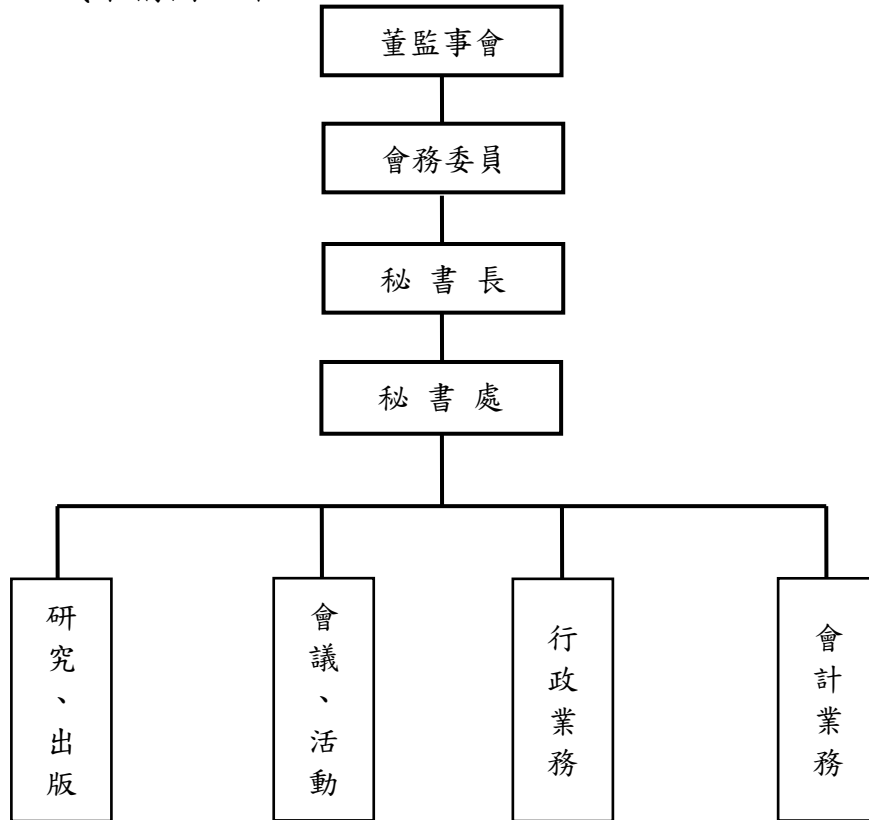 董監事會
會務委員
秘 書 長
秘 書 處
研究、出版
會議、活動
行政業務
會計業務